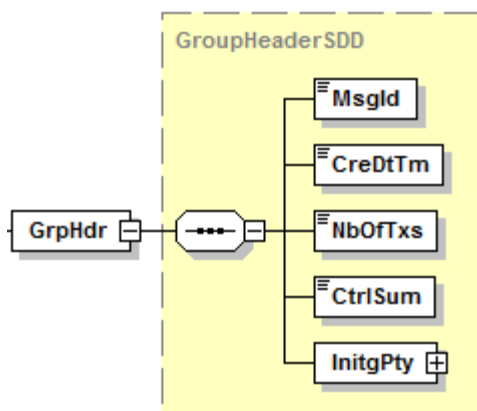 GroupHeaderSDD
MsgId
CreDtTm
GrpHdr
NbOfTxs
CtrlSum
InitgPty